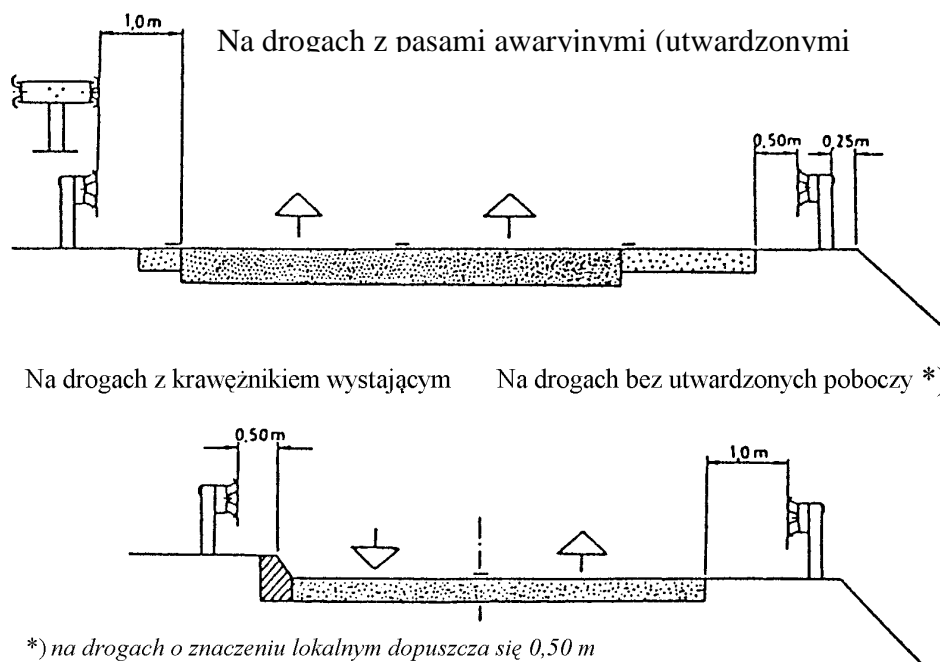 1,0m
Na drogach z pasami awaryjnymi (utwardzonymi
0,50m 0,25m
Na drogach z krawężnikiem wystającym Na drogach bez utwardzonych poboczy *)
0,50m
1,0m
*) na drogach o znaczeniu lokalnym dopuszcza się 0,50 m